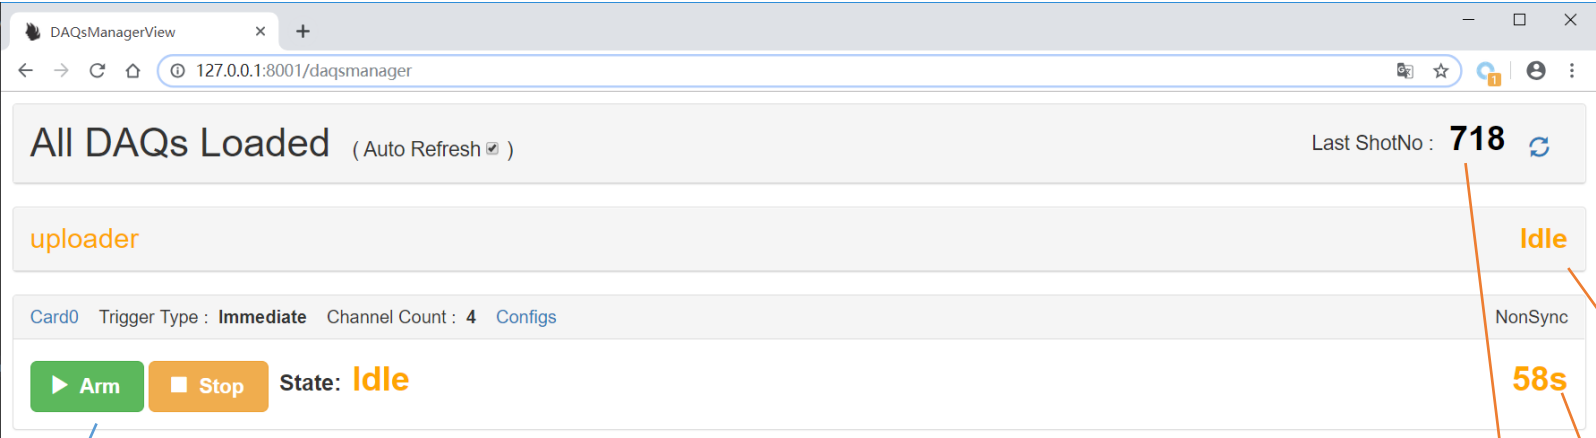 DAQsManagerView
127.0.0.1:8001/daqsmanager
1
All DAQs Loaded ( Auto Refresh ) Last ShotNo : 718
uploader Idle
Card0 Trigger Type : Immediate Channel Count : 4 Configs NonSync
Arm Stop State: Idle 58s